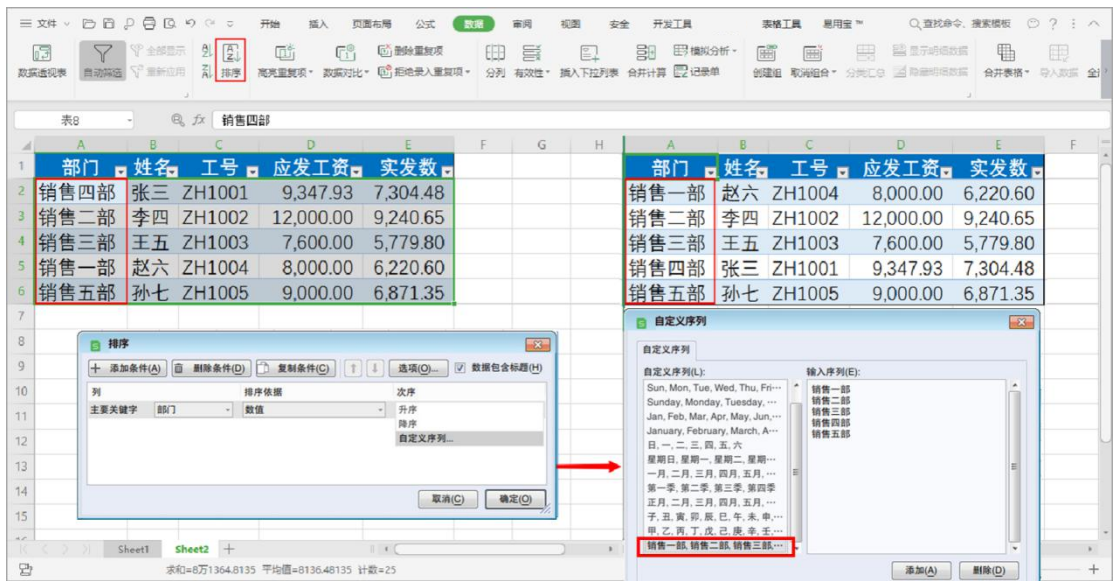 文件 开始 插入 页面布局 公式 数据 审阅 视图 安全 开发工具 表格工具 易用宝 ™ 查找命令、搜索模板
全部显示 删除重复项 模拟分析 显示明细数据
数据透视表 自动筛选 重新应用 排序 高亮重复项 数据对比 拒绝录入重复项 分列 有效性 插入下拉列表 合并计算 记录单 创建组 取消组合 分类汇总 隐藏明细数据 合并表格 导入数据
表8 fx 销售四部
A B C D E F G H A B C D E F
1 部门 姓名 工号 应发工资 实发数 部门 姓名 工号 应发工资 实发数
2 销售四部 张三 ZH1001 9,347.93 7,304.48 销售一部 赵六 ZH1004 8,000.00 6,220.60
3 销售二部 李四 ZH1002 12,000.00 9,240.65 销售二部 李四 ZH1002 12,000.00 9,240.65
4 销售三部 王五 ZH1003 7,600.00 5,779.80 销售三部 王五 ZH1003 7,600.00 5,779.80
5 销售一部 赵六 ZH1004 8,000.00 6,220.60 销售四部 张三 ZH1001 9,347.93 7,304.48
6 销售五部 孙七 ZH1005 9,000.00 6,871.35 销售五部 孙七 ZH1005 9,000.00 6,871.35
7
8
9
10
11
12
13
14
15
排序
添加条件(A) 删除条件(D) 复制条件(C) 选项(O)... 数据包含标题(H)
列 排序依据 次序
主要关键字 部门 数值 升序
降序
自定义序列...
取消(C) 确定(O)
自定义序列
自定义序列
自定义序列(L): 输入序列(E):
Sun, Mon, Tue, Wed, Thu, Fri···
Sunday, Monday, Tuesday, ···
Jan, Feb, Mar, Apr, May, Jun,···
January, February, March, A···
日, 一, 二, 三, 四, 五, 六
星期日, 星期一, 星期二, 星期···
一月, 二月, 三月, 四月, 五月, ···
第一季, 第二季, 第三季, 第四季
正月, 二月, 三月, 四月, 五月, ···
子, 丑, 寅, 卯, 辰, 巳, 午, 未, 申,···
甲, 乙, 丙, 丁, 戊, 己, 庚, 辛, 壬,···
销售一部, 销售二部, 销售三部,···
销售一部
销售二部
销售三部
销售四部
销售五部
添加(A) 删除(D)
Sheet1 Sheet2
求和=8万1364.8135 平均值=8136.48135 计数=25